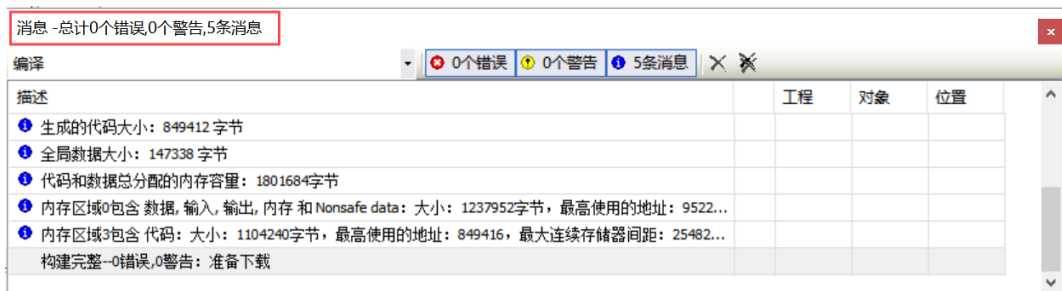 消息 -总计0个错误,0个警告,5条消息
编译
0个错误 0个警告 5条消息
描述 工程 对象 位置
生成的代码大小：849412 字节
全局数据大小：147338 字节
代码和数据总分配的内存容量：1801684字节
内存区域0包含 数据, 输入, 输出, 内存 和 Nonsafe data：大小：1237952字节，最高使用的地址：9522...
内存区域3包含 代码：大小：1104240字节，最高使用的地址：849416，最大连续存储器间距：25482...
构建完整--0错误,0警告：准备下载